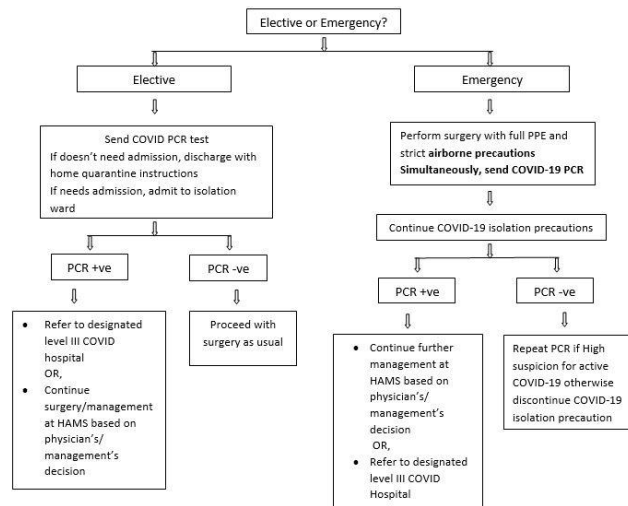 Elective or Emergency?
Elective
Emergency
Send COVID PCR test
If doesn't need admission, discharge with
home quarantine instructions
If needs admission, admit to isolation
ward
Perform surgery with full PPE and
strict airborne precautions
Simultaneously, send COVID-19 PCR
Continue COVID-19 isolation precautions
PCR +ve
PCR -ve
PCR +ve
PCR -ve
• Refer to designated
level III COVID
hospital
OR,
• Continue
surgery/management
at HAMS based on
physician's/
management's
decision
Proceed with
surgery as usual
• Continue further
management at
HAMS based on
physician's/
management's
decision
OR,
• Refer to designated
level III COVID
Hospital
Repeat PCR if High
suspicion for active
COVID-19 otherwise
discontinue COVID-19
isolation precaution